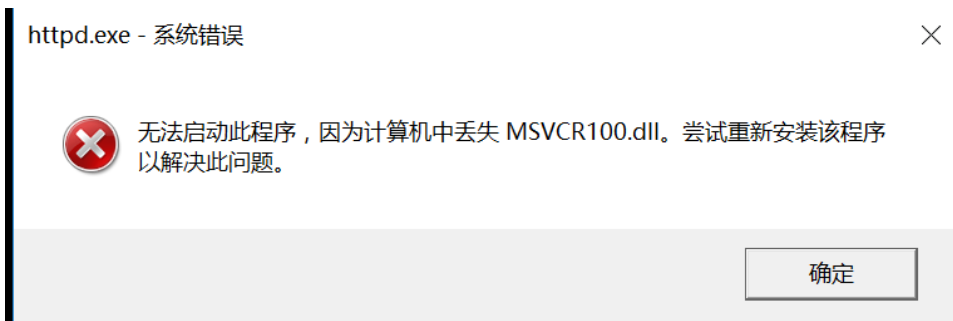 httpd.exe - 系统错误
无法启动此程序，因为计算机中丢失 MSVCR100.dll。尝试重新安装该程序
以解决此问题。
确定